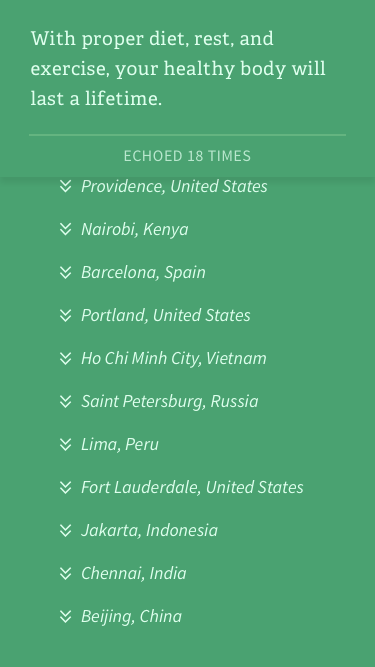 With proper diet, rest, and
exercise, your healthy body will
last a lifetime.
ECHOED 18 TIMES
Providence, United States
Nairobi, Kenya
Barcelona, Spain
Portland, United States
Ho Chi Minh City, Vietnam
Saint Petersburg, Russia
Lima, Peru
Fort Lauderdale, United States
Jakarta, Indonesia
Chennai, India
Beijing, China